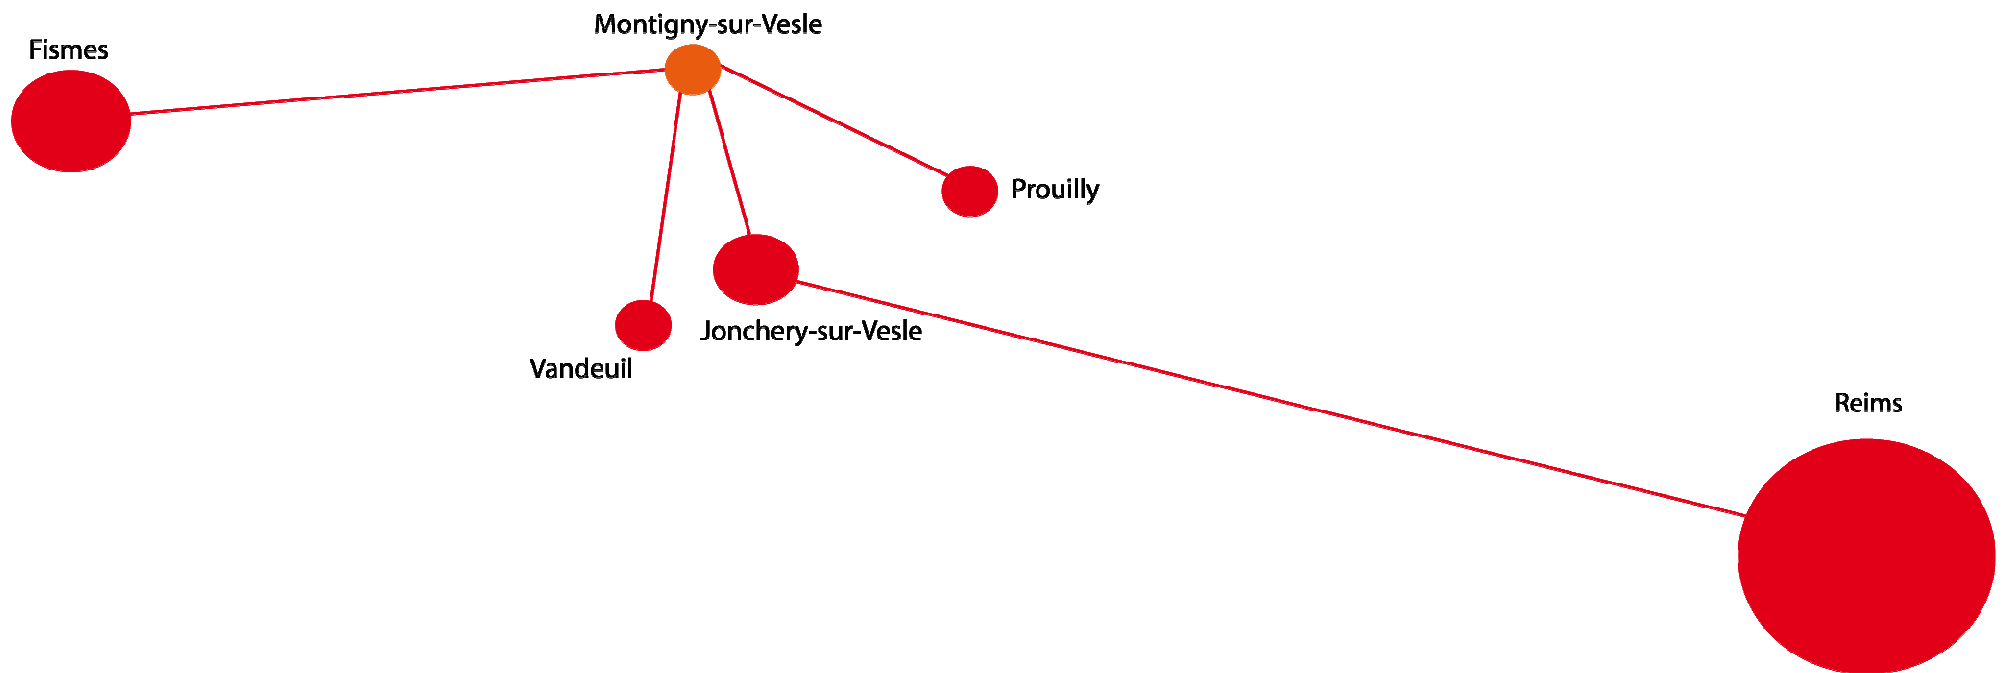 Montigny-sur-Vesle
Fismes
Prouilly
Jonchery-sur-Vesle
Vandeuil
Reims